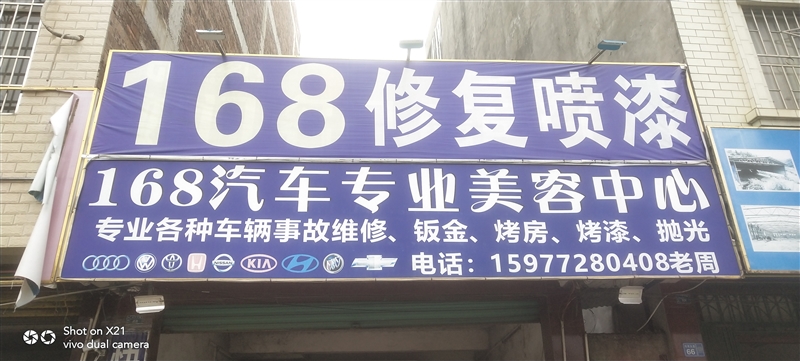 168修复喷漆
168汽车专业美容中心
专业各种车辆事故维修、钣金、烤房、烤漆、抛光
NISSAN KIA 电话：15977280408老周
66
Shot on X21
vivo dual camera